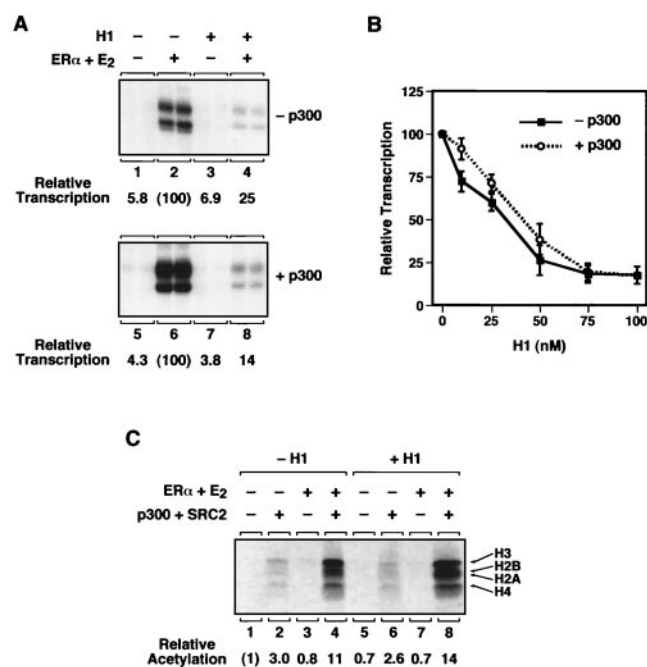 A
H1 – – + +
ERα + E2 – + – +
– p300
1 2 3 4
Relative
Transcription 5.8 (100) 6.9 25
+ p300
5 6 7 8
Relative
Transcription 4.3 (100) 3.8 14
B
Relative Transcription
125
100
75
50
25
0
– p300
+ p300
0 25 50 75 100
H1 (nM)
C
– H1 + H1
ERα + E2 – – + + – – + +
p300 + SRC2 – + – + – + – +
H3
H2B
H2A
H4
1 2 3 4 5 6 7 8
Relative
Acetylation (1) 3.0 0.8 11 0.7 2.6 0.7 14